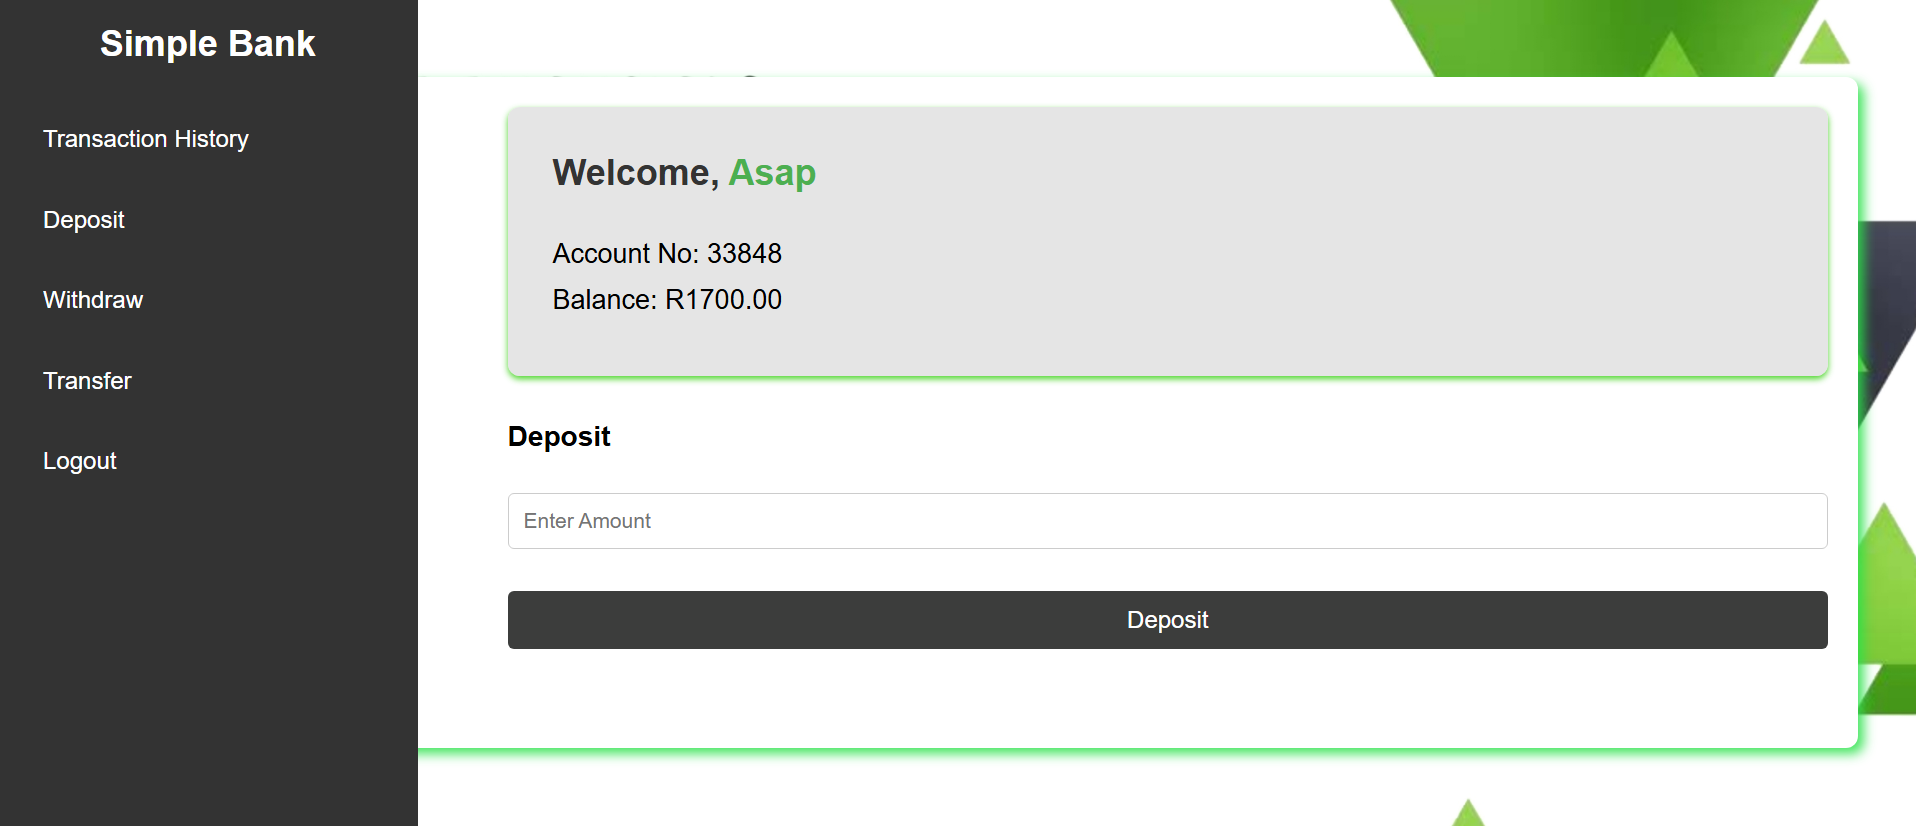 Simple Bank
Transaction History
Deposit
Withdraw
Transfer
Logout
Welcome, Asap
Account No: 33848
Balance: R1700.00
Deposit
Enter Amount
Deposit